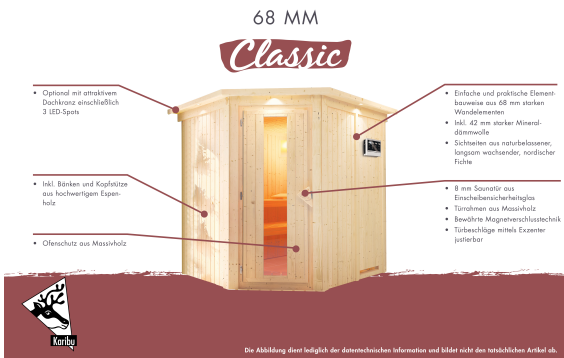 68 MM
Classic
• Optional mit attraktivem
Dachkranz einschließlich
3 LED-Spots
• Inkl. Bänken und Kopfstütze
aus hochwertigem Espen-
holz
• Ofenschutz aus Massivholz
• Einfache und praktische Element-
bauweise aus 68 mm starken
Wandelementen
• Inkl. 42 mm starker Mineral-
dämmwolle
• Sichtseiten aus naturbelassener,
langsam wachsender, nordischer
Fichte
• 8 mm Saunatür aus
Einscheibensicherheitsglas
• Türrahmen aus Massivholz
• Bewährte Magnetverschlusstechnik
• Türbeschläge mittels Exzenter
justierbar
Karibu
Die Abbildung dient lediglich der datentechnischen Information und bildet nicht den tatsächlichen Artikel ab.